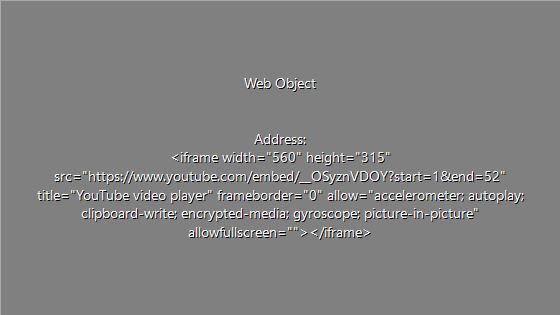 Web Object
Address:
<iframe width="560" height="315"
src="https://www.youtube.com/embed/__OSyznVDOY?start=1&end=52"
title="YouTube video player" frameborder="0" allow="accelerometer; autoplay;
clipboard-write; encrypted-media; gyroscope; picture-in-picture"
allowfullscreen=""></iframe>